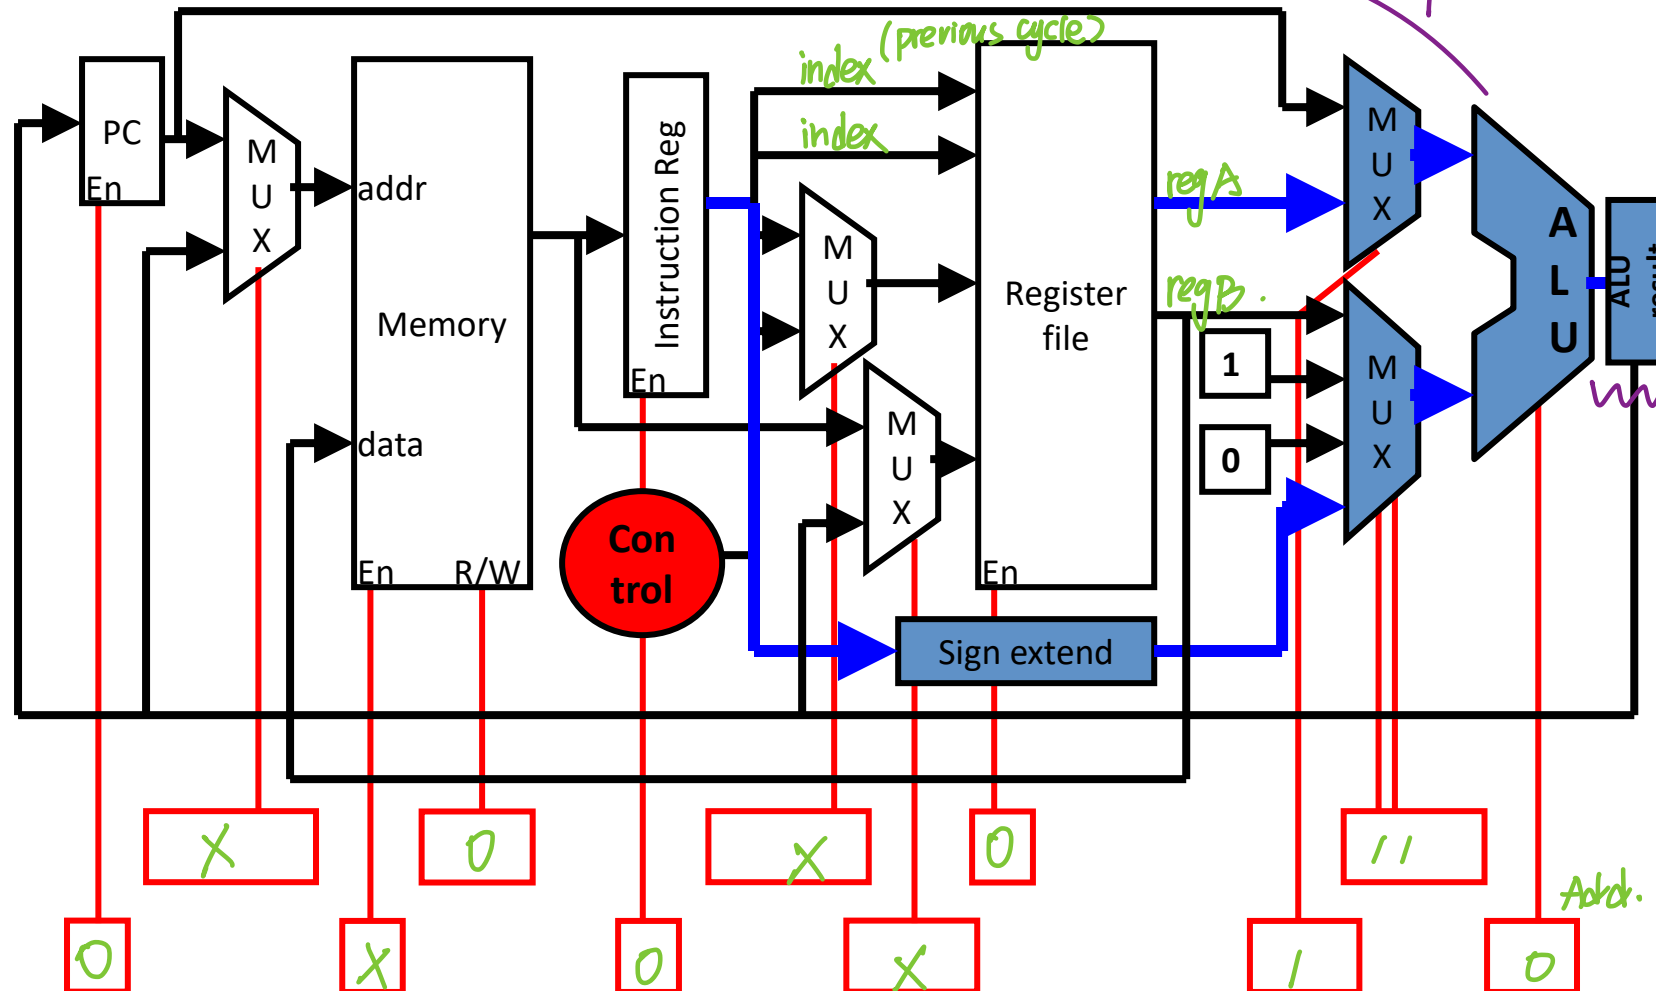 (previous cycle)
index
index
PC
En
M
U
X
addr
data
Memory
En
R/W
Instruction Reg
En
M
U
X
M
U
X
Con
trol
Register
file
En
regA
regB.
1
0
Sign extend
M
U
X
M
U
X
A
L
U
ALU
X
0
X
0
11
Add.
0
X
0
X
1
0